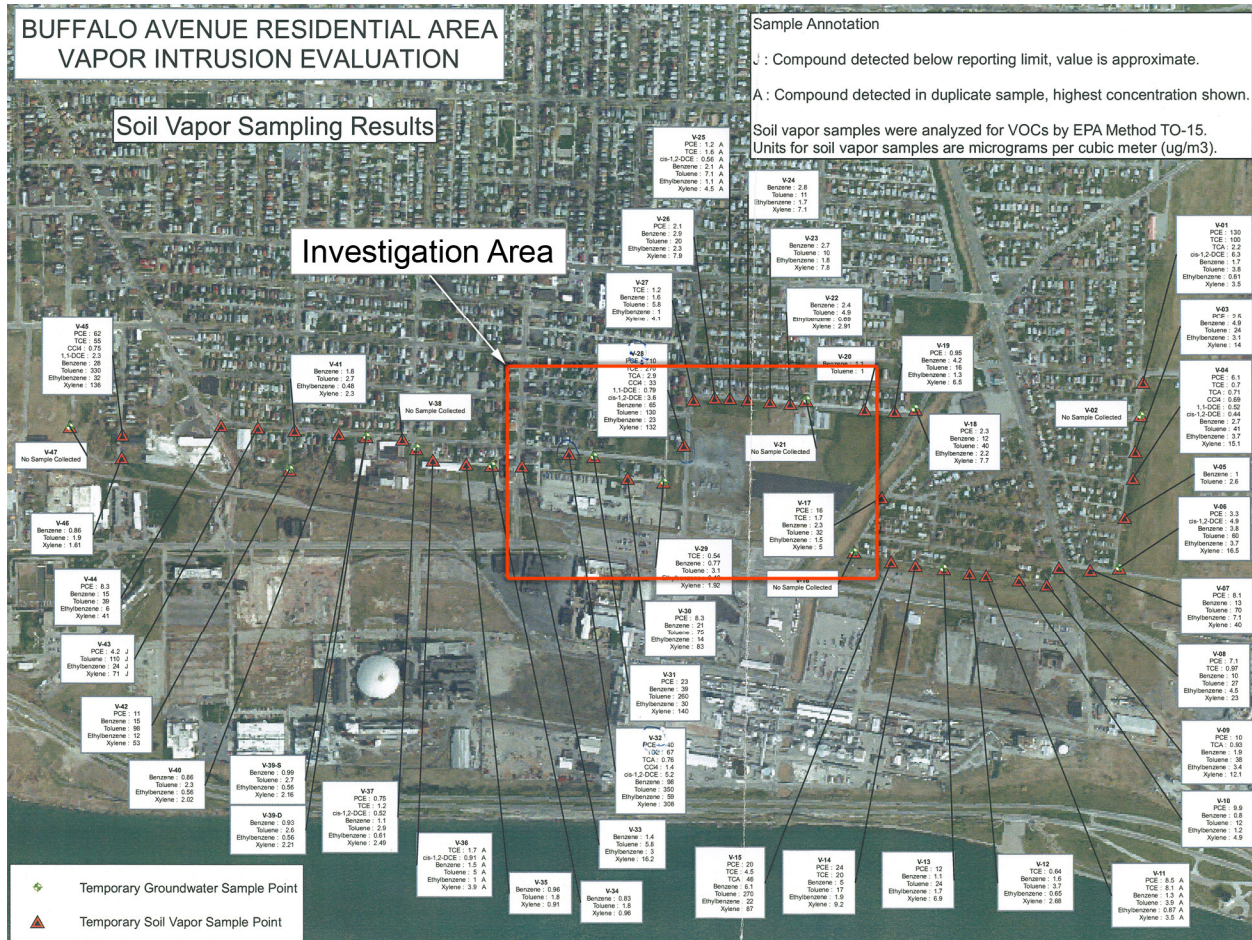 BUFFALO AVENUE RESIDENTIAL AREA
VAPOR INTRUSION EVALUATION
Soil Vapor Sampling Results
Sample Annotation
J : Compound detected below reporting limit, value is approximate.
A : Compound detected in duplicate sample, highest concentration shown.
Soil vapor samples were analyzed for VOCs by EPA Method TO-15.
Units for soil vapor samples are micrograms per cubic meter (ug/m3).
Investigation Area
V-25
PCE : 1.2 A
TCE : 1.6 A
cis-1,2-DCE : 0.56 A
Benzene : 2.1 A
Toluene : 7.1 A
Ethylbenzene : 1.1 A
Xylene : 4.5 A
V-24
Benzene : 2.8
Toluene : 11
Ethylbenzene : 1.7
Xylene : 7.1
V-26
PCE : 2.1
Benzene : 2.9
Toluene : 20
Ethylbenzene : 2.3
Xylene : 7.9
V-23
Benzene : 2.7
Toluene : 10
Ethylbenzene : 1.8
Xylene : 7.8
V-27
TCE : 1.2
Benzene : 1.6
Toluene : 5.8
Ethylbenzene : 1
Xylene : 4.1
V-22
Benzene : 2.4
Toluene : 4.9
Ethylbenzene : 0.89
Xylene : 2.91
V-01
PCE : 130
TCE : 100
TCA : 2.2
cis-1,2-DCE : 6.3
Benzene : 1.7
Toluene : 3.8
Ethylbenzene : 0.61
Xylene : 3.5
V-03
PCE : 2.6
Benzene : 4.9
Toluene : 24
Ethylbenzene : 3.1
Xylene : 14
V-45
PCE : 62
TCE : 55
CCl4 : 0.75
1,1-DCE : 2.3
Benzene : 28
Toluene : 330
Ethylbenzene : 32
Xylene : 136
V-41
Benzene : 1.8
Toluene : 2.7
Ethylbenzene : 0.48
Xylene : 2.3
V-38
No Sample Collected
V-28
TCE : 270
TCA : 2.9
CCl4 : 33
1,1-DCE : 0.79
cis-1,2-DCE : 3.6
Benzene : 65
Toluene : 130
Ethylbenzene : 23
Xylene : 132
V-20
Benzene : 1.1
Toluene : 1
V-19
PCE : 0.95
Benzene : 4.2
Toluene : 16
Ethylbenzene : 1.3
Xylene : 6.5
V-04
PCE : 6.1
TCE : 0.7
TCA : 0.71
CCl4 : 0.69
1,1-DCE : 0.52
cis-1,2-DCE : 0.44
Benzene : 2.7
Toluene : 41
Ethylbenzene : 3.7
Xylene : 15.1
V-02
No Sample Collected
V-47
No Sample Collected
V-21
No Sample Collected
V-18
PCE : 2.3
Benzene : 12
Toluene : 40
Ethylbenzene : 2.2
Xylene : 7.7
V-05
Benzene : 1
Toluene : 2.6
V-46
Benzene : 0.86
Toluene : 1.9
Xylene : 1.61
V-17
PCE : 16
TCE : 1.7
Benzene : 2.3
Toluene : 32
Ethylbenzene : 1.5
Xylene : 5
V-06
PCE : 3.3
cis-1,2-DCE : 4.9
Benzene : 3.8
Toluene : 60
Ethylbenzene : 3.7
Xylene : 16.5
V-29
TCE : 0.54
Benzene : 0.77
Toluene : 3.1
Xylene : 1.92
No Sample Collected
V-44
PCE : 8.3
Benzene : 15
Toluene : 39
Ethylbenzene : 6
Xylene : 41
V-07
PCE : 8.1
Benzene : 13
Toluene : 70
Ethylbenzene : 7.1
Xylene : 40
V-30
PCE : 6.3
Benzene : 21
Toluene : 75
Ethylbenzene : 14
Xylene : 83
V-43
PCE : 4.2 J
Toluene : 110 J
Ethylbenzene : 24 J
Xylene : 71 J
V-08
PCE : 7.1
TCE : 0.97
Benzene : 10
Toluene : 27
Ethylbenzene : 4.5
Xylene : 23
V-31
PCE : 23
Benzene : 39
Toluene : 260
Ethylbenzene : 30
Xylene : 140
V-42
PCE : 11
Benzene : 15
Toluene : 98
Ethylbenzene : 12
Xylene : 53
V-09
PCE : 10
TCA : 0.93
Benzene : 1.9
Toluene : 38
Ethylbenzene : 3.4
Xylene : 12.1
V-32
PCE : 40
TCE : 67
TCA : 0.76
CCl4 : 1.4
cis-1,2-DCE : 5.2
Benzene : 98
Toluene : 350
Ethylbenzene : 59
Xylene : 308
V-40
Benzene : 0.86
Toluene : 2.3
Ethylbenzene : 0.56
Xylene : 2.02
V-39-S
Benzene : 0.99
Toluene : 2.7
Ethylbenzene : 0.56
Xylene : 2.16
V-39-D
Benzene : 0.93
Toluene : 2.6
Ethylbenzene : 0.56
Xylene : 2.21
V-37
PCE : 0.75
TCE : 1.2
cis-1,2-DCE : 0.52
Benzene : 1.1
Toluene : 2.9
Ethylbenzene : 0.61
Xylene : 2.49
V-10
PCE : 9.9
Benzene : 0.8
Toluene : 12
Ethylbenzene : 1.2
Xylene : 4.9
V-36
TCE : 1.7 A
cis-1,2-DCE : 0.91 A
Benzene : 1.5 A
Toluene : 5 A
Ethylbenzene : 1 A
Xylene : 3.9 A
V-33
Benzene : 1.4
Toluene : 5.8
Ethylbenzene : 3
Xylene : 16.2
V-15
PCE : 20
TCE : 4.5
TCA : 46
Benzene : 6.1
Toluene : 270
Ethylbenzene : 22
Xylene : 87
V-14
PCE : 24
TCE : 20
Benzene : 5
Toluene : 17
Ethylbenzene : 1.9
Xylene : 9.2
V-13
PCE : 12
Benzene : 1.1
Toluene : 24
Ethylbenzene : 1.7
Xylene : 6.9
V-12
TCE : 0.64
Benzene : 1.6
Toluene : 3.7
Ethylbenzene : 0.65
Xylene : 2.68
V-11
PCE : 8.5 A
TCE : 8.1 A
Benzene : 1.3 A
Toluene : 3.9 A
Ethylbenzene : 0.87 A
Xylene : 3.5 A
V-35
Benzene : 0.96
Toluene : 1.8
Xylene : 0.91
V-34
Benzene : 0.83
Toluene : 1.8
Xylene : 0.96
Temporary Groundwater Sample Point
Temporary Soil Vapor Sample Point